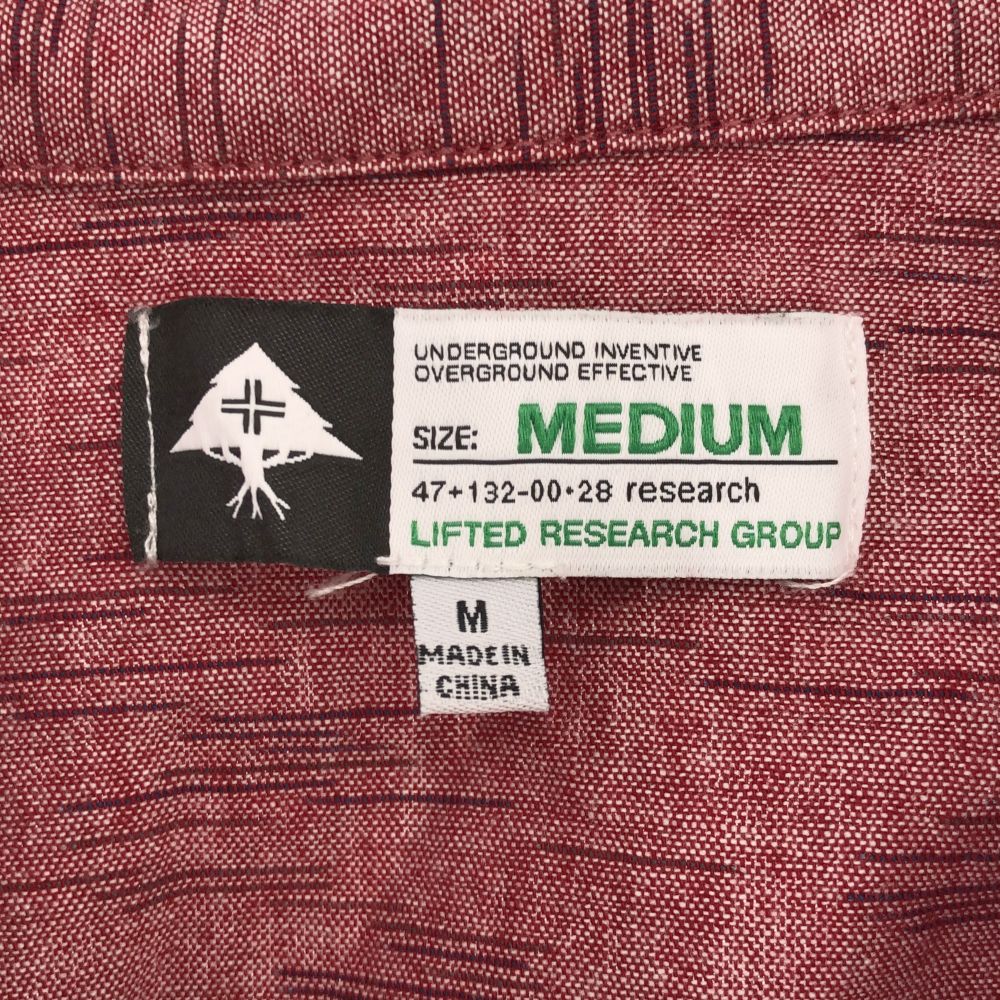 UNDERGROUND INVENTIVE
OVERGROUND EFFECTIVE
SIZE: MEDIUM
47+132-00•28 research
LIFTED RESEARCH GROUP
M
MADE IN
CHINA